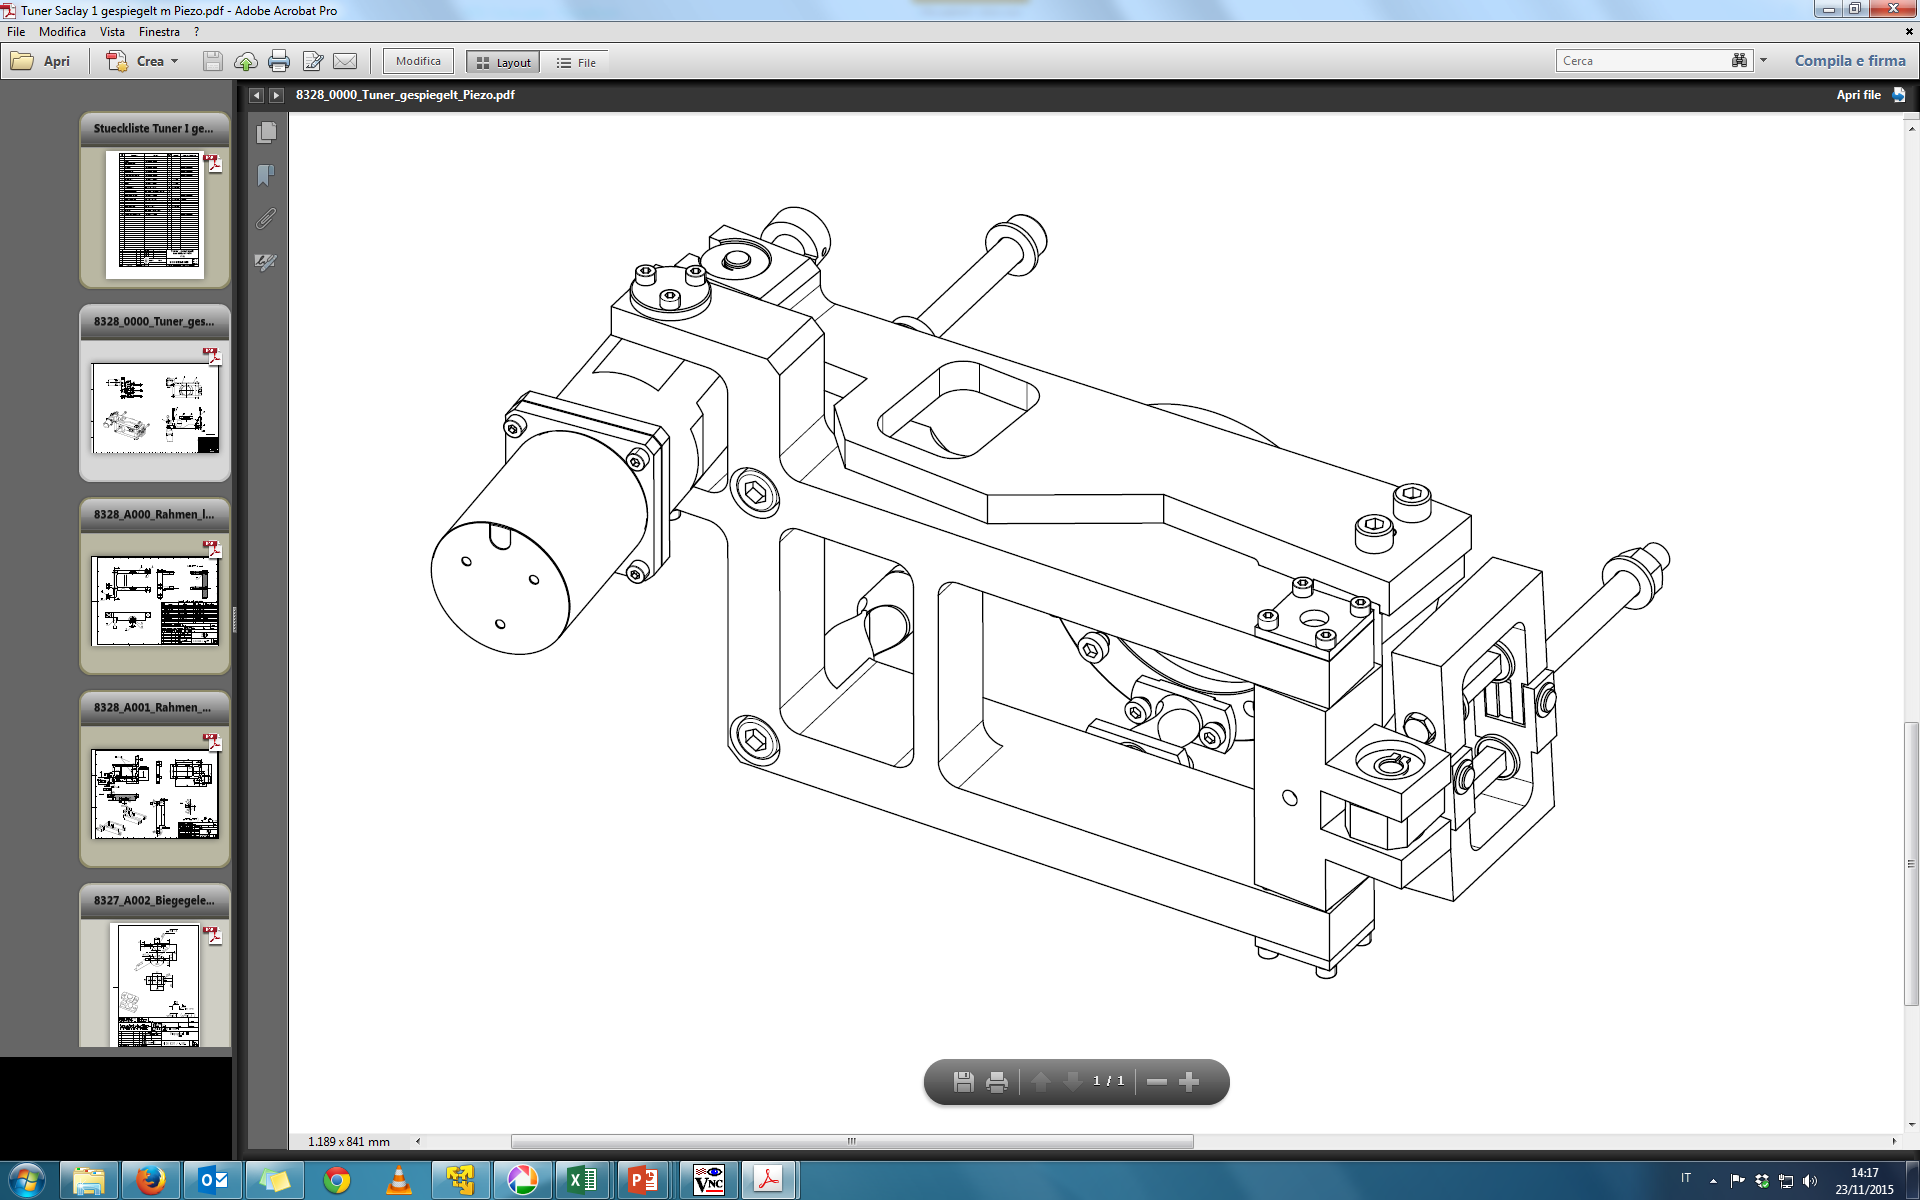 Tuner Saclay 1 gespiegelt m Piezo.pdf - Adobe Acrobat Pro
File Modifica Vista Finestra ?
Apri Crea Modifica Layout File Cerca Compila e firma
8328_0000_Tuner_gespiegelt_Piezo.pdf Apri file
Stueckliste Tuner I ge...
8328_0000_Tuner_ges...
8328_A000_Rahmen_l...
8328_A001_Rahmen_...
8327_A002_Biegegele...
1 / 1
1.189 x 841 mm
IT
14:17
23/11/2015